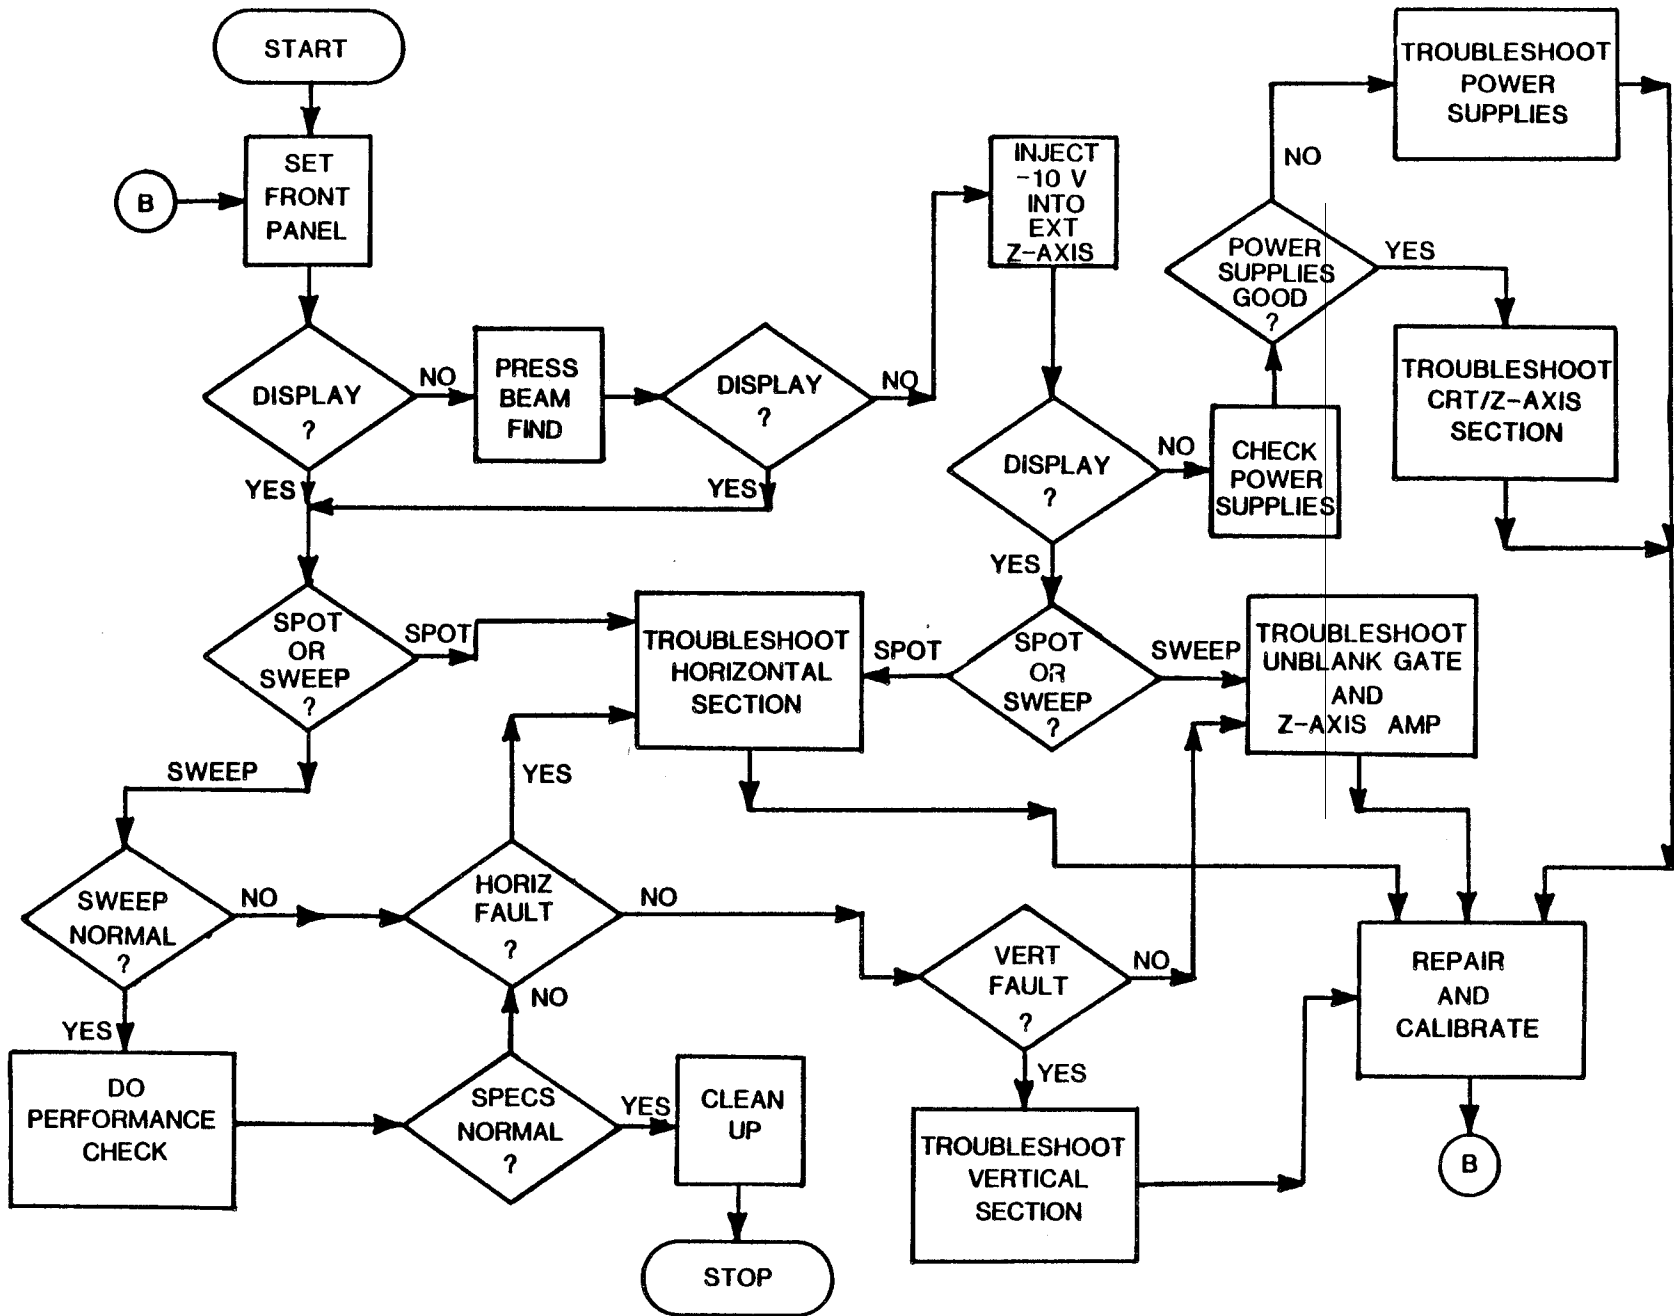 START
SET
FRONT
PANEL
B
DISPLAY
?
NO
YES
PRESS
BEAM
FIND
DISPLAY
?
NO
YES
INJECT
-10 V
INTO
EXT
Z-AXIS
DISPLAY
?
NO
YES
CHECK
POWER
SUPPLIES
POWER
SUPPLIES
GOOD
?
NO
YES
TROUBLESHOOT
POWER
SUPPLIES
TROUBLESHOOT
CRT/Z-AXIS
SECTION
SPOT
OR
SWEEP
?
SPOT
SWEEP
TROUBLESHOOT
HORIZONTAL
SECTION
SPOT
OR
SWEEP
?
SPOT
SWEEP
TROUBLESHOOT
UNBLANK GATE
AND
Z-AXIS AMP
SWEEP
NORMAL
?
NO
YES
HORIZ
FAULT
?
YES
NO
NO
VERT
FAULT
?
NO
YES
REPAIR
AND
CALIBRATE
B
DO
PERFORMANCE
CHECK
SPECS
NORMAL
?
YES
CLEAN
UP
STOP
TROUBLESHOOT
VERTICAL
SECTION